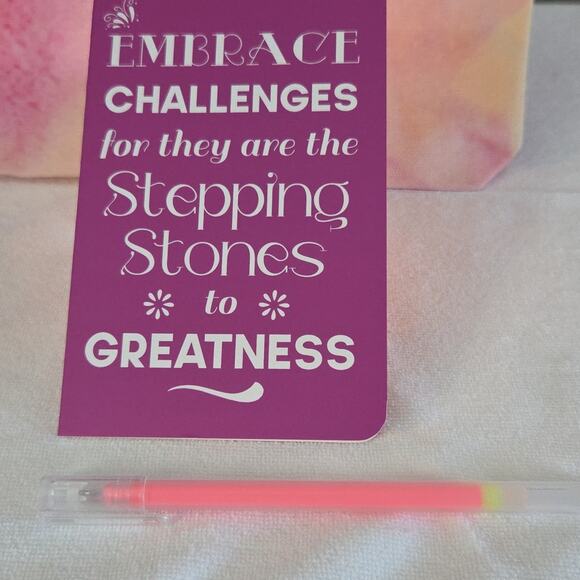 EMBRACE
CHALLENGES
for they are the
Stepping
Stones
to
GREATNESS